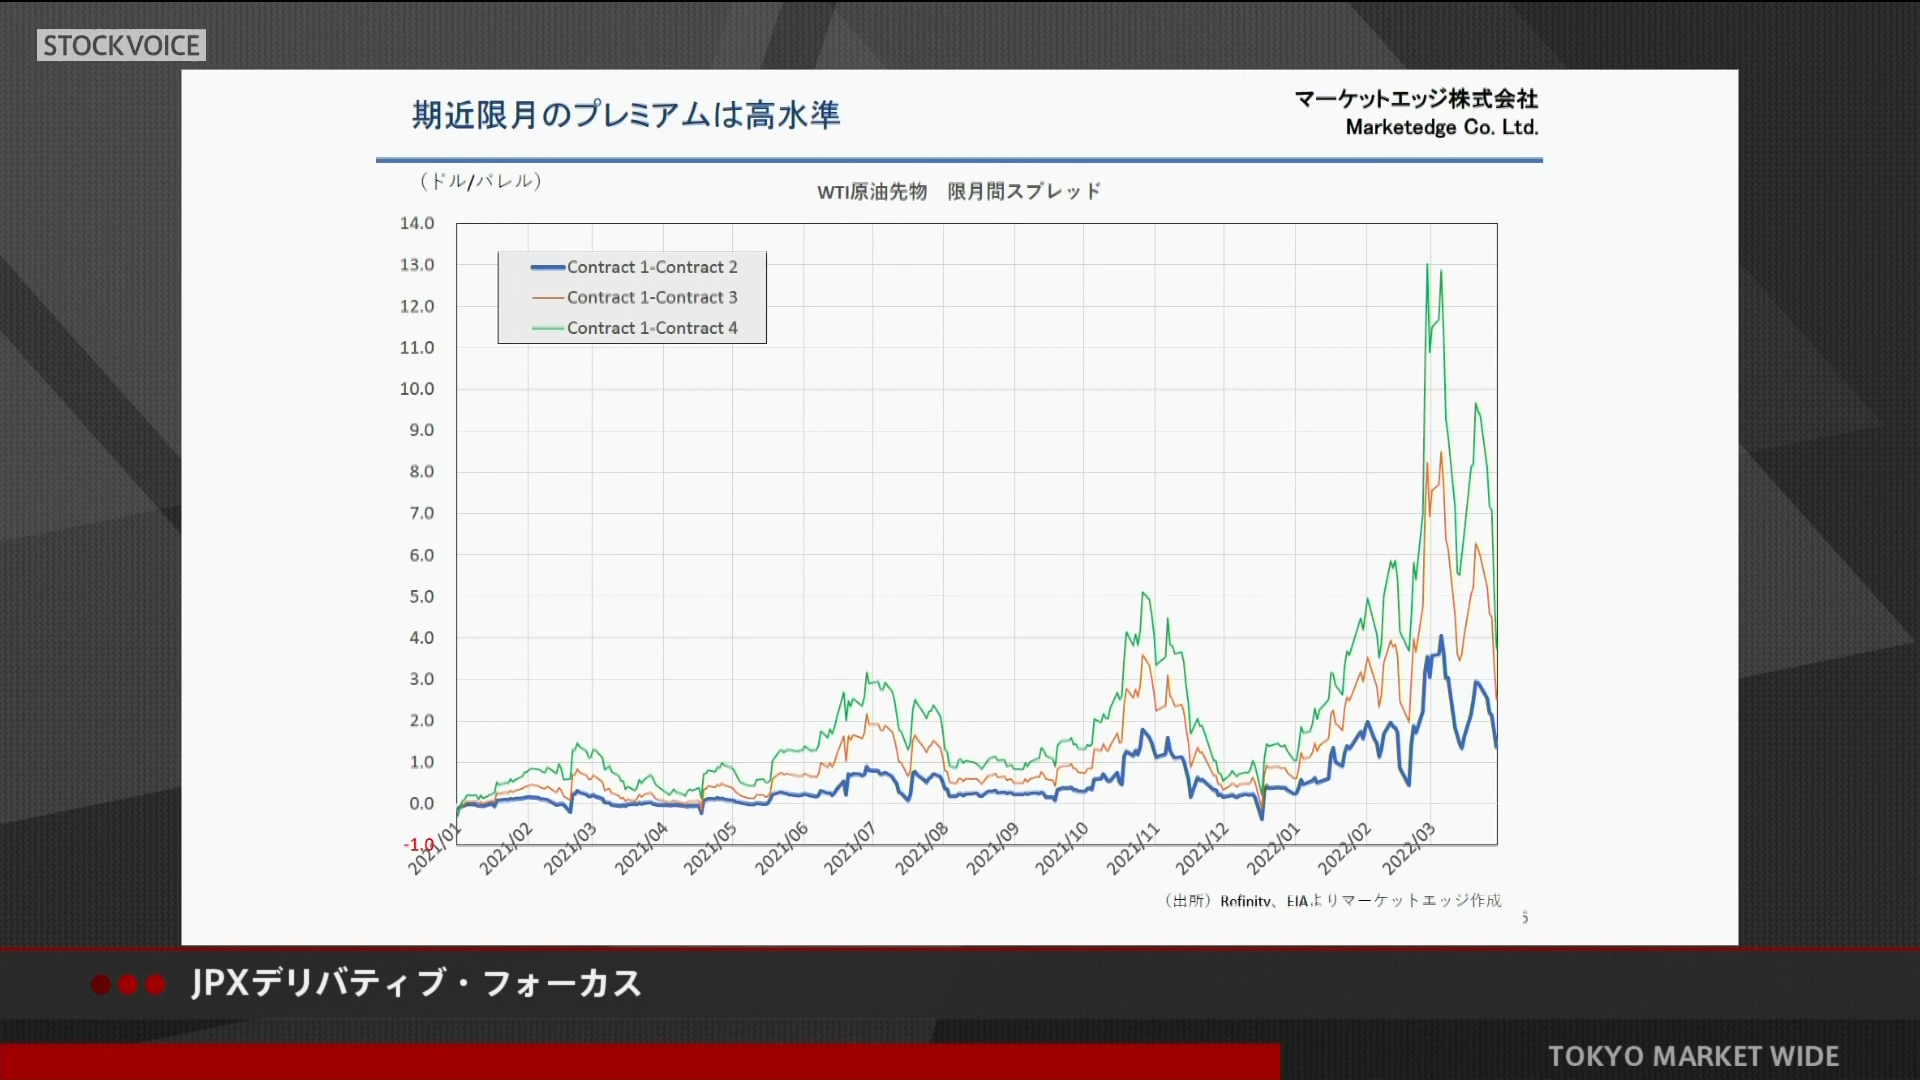 STOCKVOICE
期近限月のプレミアムは高水準
マーケットエッジ株式会社
Marketedge Co. Ltd.
（ドル/バレル）
WTI原油先物　限月間スプレッド
14.0
13.0
12.0
11.0
10.0
9.0
8.0
7.0
6.0
5.0
4.0
3.0
2.0
1.0
0.0
-1.0
Contract 1-Contract 2
Contract 1-Contract 3
Contract 1-Contract 4
2021/01
2021/02
2021/03
2021/04
2021/05
2021/06
2021/07
2021/08
2021/09
2021/10
2021/11
2021/12
2022/01
2022/02
2022/03
（出所）Refinitv、EIAよりマーケットエッジ作成
5
JPXデリバティブ・フォーカス
TOKYO MARKET WIDE